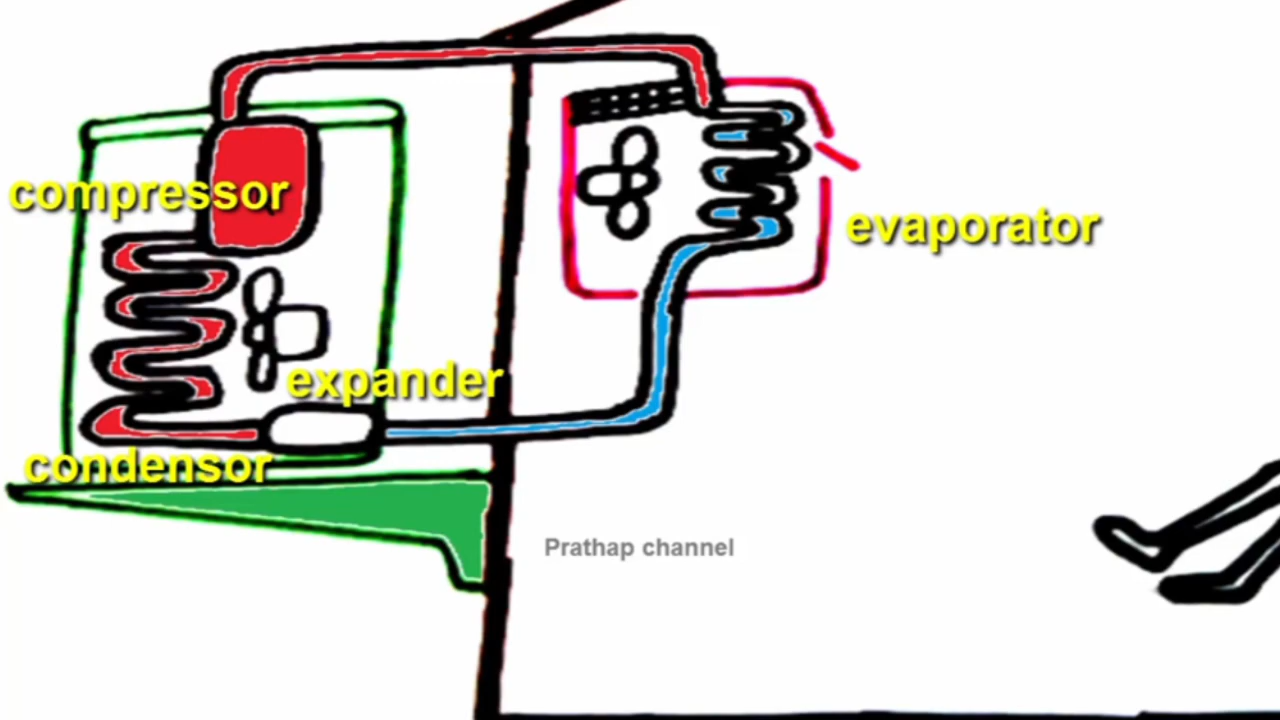 compressor
evaporator
expander
condensor
Prathap channel